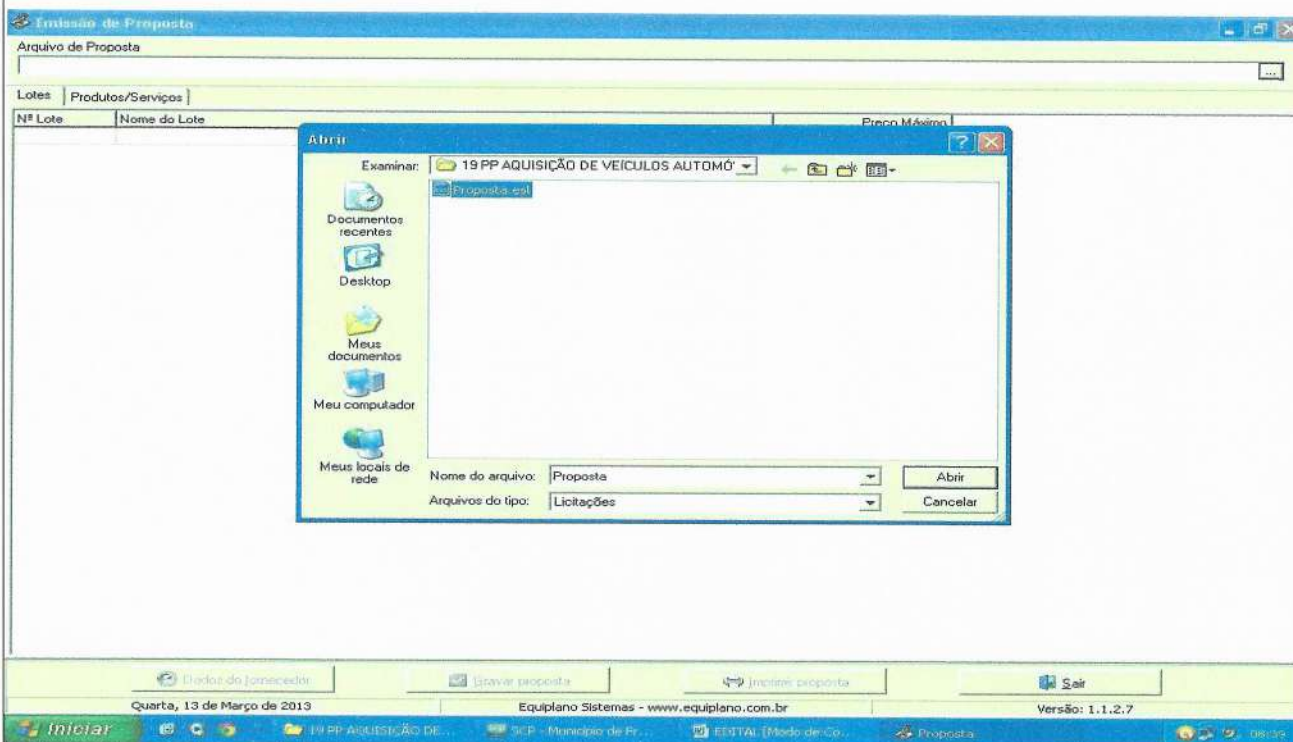 Emissão de Proposta
Arquivo de Proposta
...
Lotes Produtos/Serviços
Nº Lote Nome do Lote Preço Máximo
Abrir
Examinar: 19 PP AQUISIÇÃO DE VEÍCULOS AUTOMÓ
Proposta.esl
Documentos
recentes
Desktop
Meus
documentos
Meu computador
Meus locais de
rede
Nome do arquivo: Proposta Abrir
Arquivos do tipo: Licitações Cancelar
Dados do fornecedor Gravar proposta Imprimir proposta Sair
Quarta, 13 de Março de 2013 Equiplano Sistemas - www.equiplano.com.br Versão: 1.1.2.7
Iniciar 19 PP AQUISIÇÃO DE... SCP - Município de Pr... EDITAL [Modo de Co... Proposta 08:39